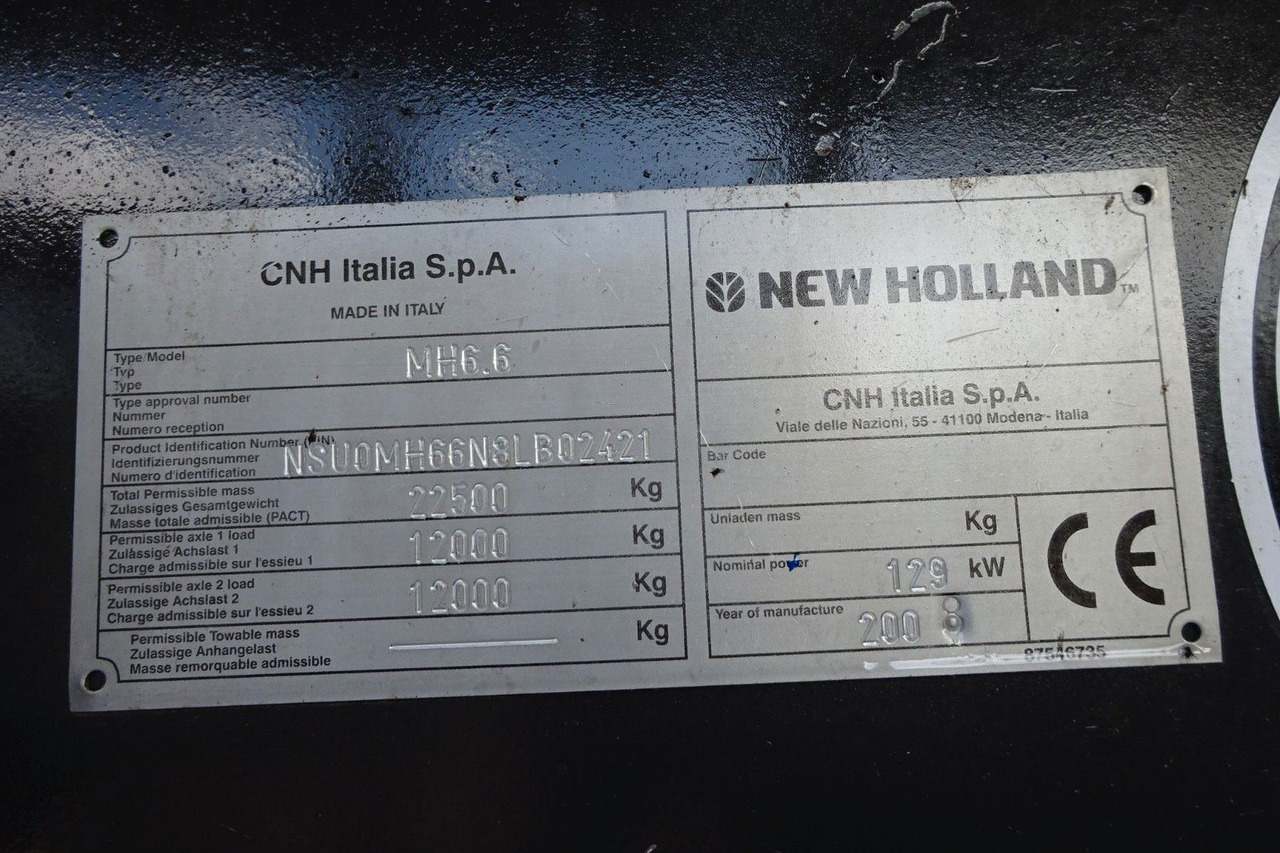 CNH Italia S.p.A.
MADE IN ITALY
Type/Model
Typ
Type
MH6.6
Type approval number
Nummer
Numero reception
Product Identification Number (PIN)
Identifizierungsnummer
Numero d'identification
NSU0MH66N8LB02421
Total Permissible mass
Zulassiges Gesamtgewicht
Masse totale admissible (PACT)
22500 Kg
Permissible axle 1 load
Zulässige Achslast 1
Charge admissible sur l'essieu 1
12000 Kg
Permissible axle 2 load
Zulassige Achslast 2
Charge admissible sur l'essieu 2
12000 Kg
Permissible Towable mass
Zulassige Anhangelast
Masse remorquable admissible
Kg
NEW HOLLAND TM
CNH Italia S.p.A.
Viale delle Nazioni, 55 - 41100 Modena - Italia
Bar Code
Unladen mass Kg
Nominal power 129 kW
Year of manufacture 2008
CE
87546735